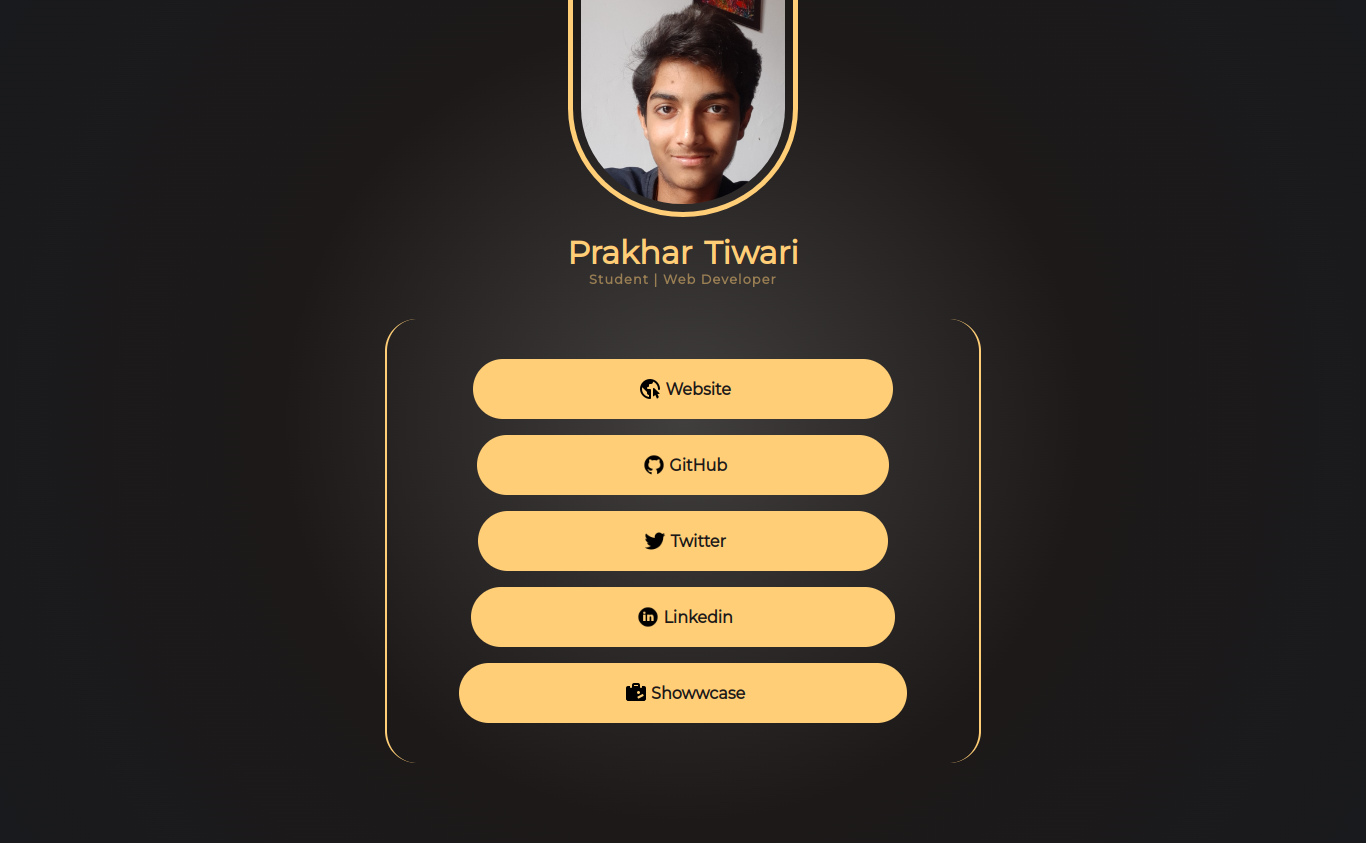 Prakhar Tiwari
Student | Web Developer
Website
GitHub
Twitter
Linkedin
Showwcase